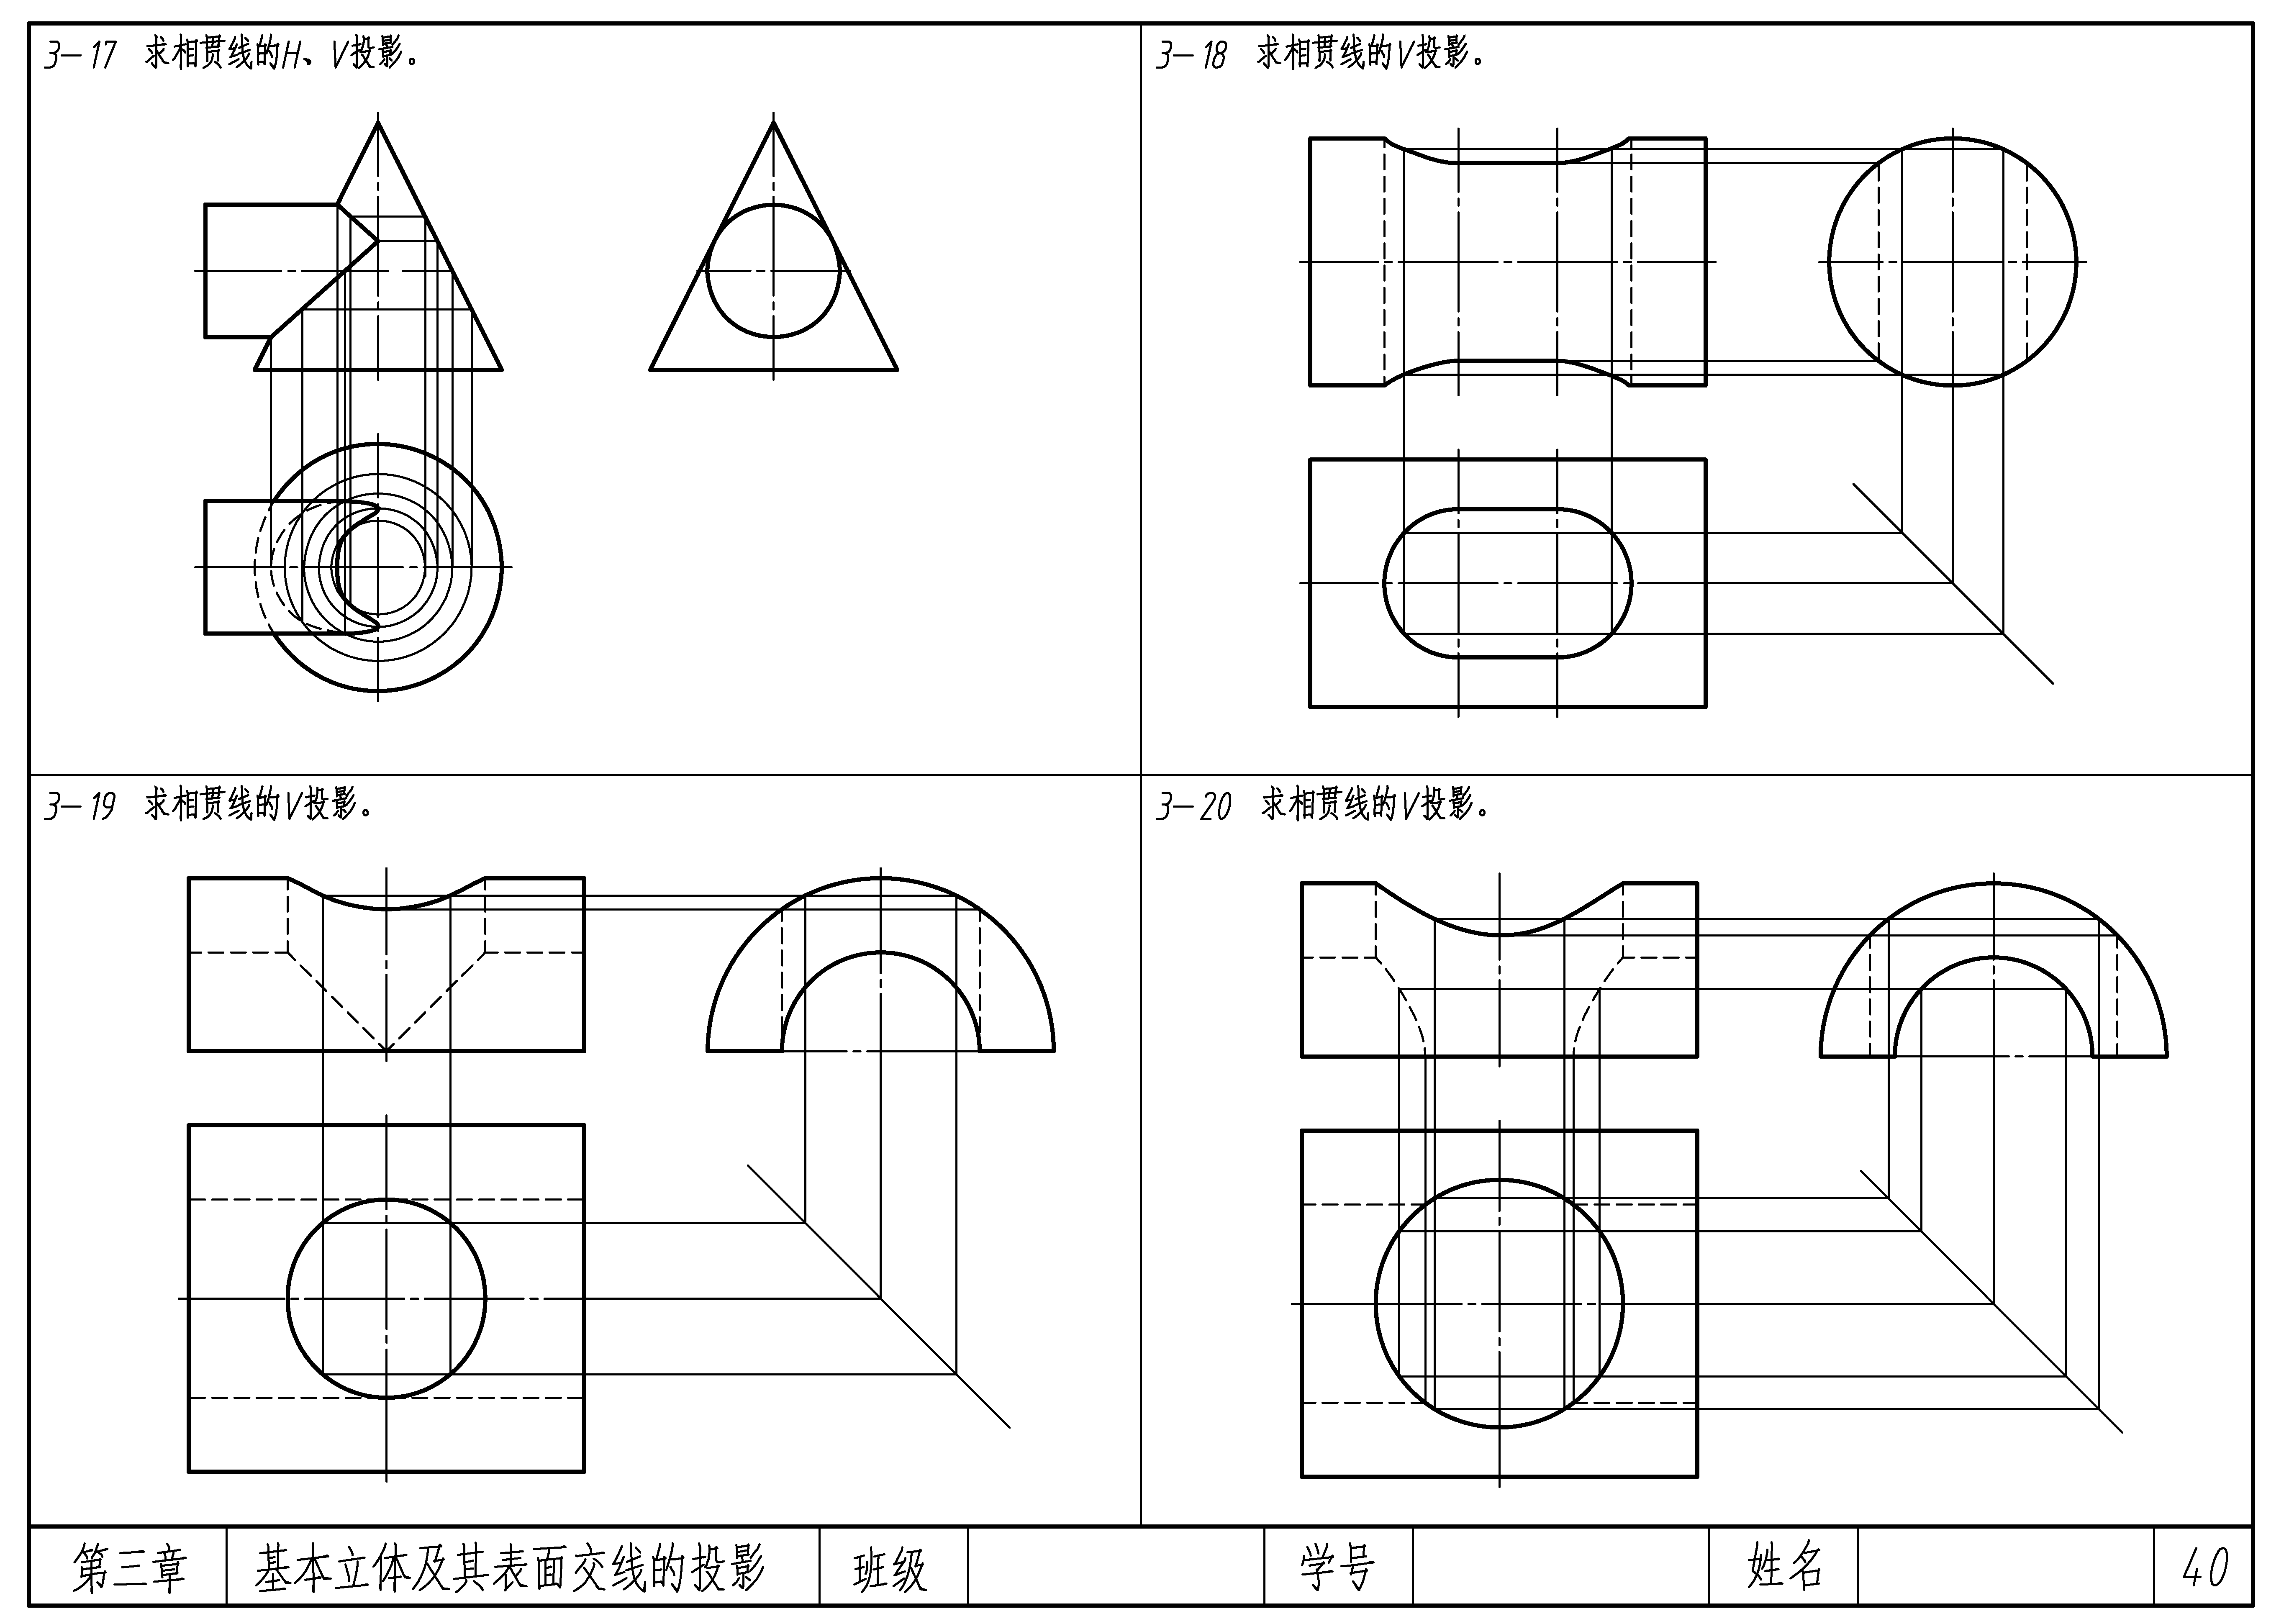 3-17 求相贯线的H、V投影。
3-18 求相贯线的V投影。
3-19 求相贯线的V投影。
3-20 求相贯线的V投影。
第三章 基本立体及其表面交线的投影 班级 学号 姓名 40